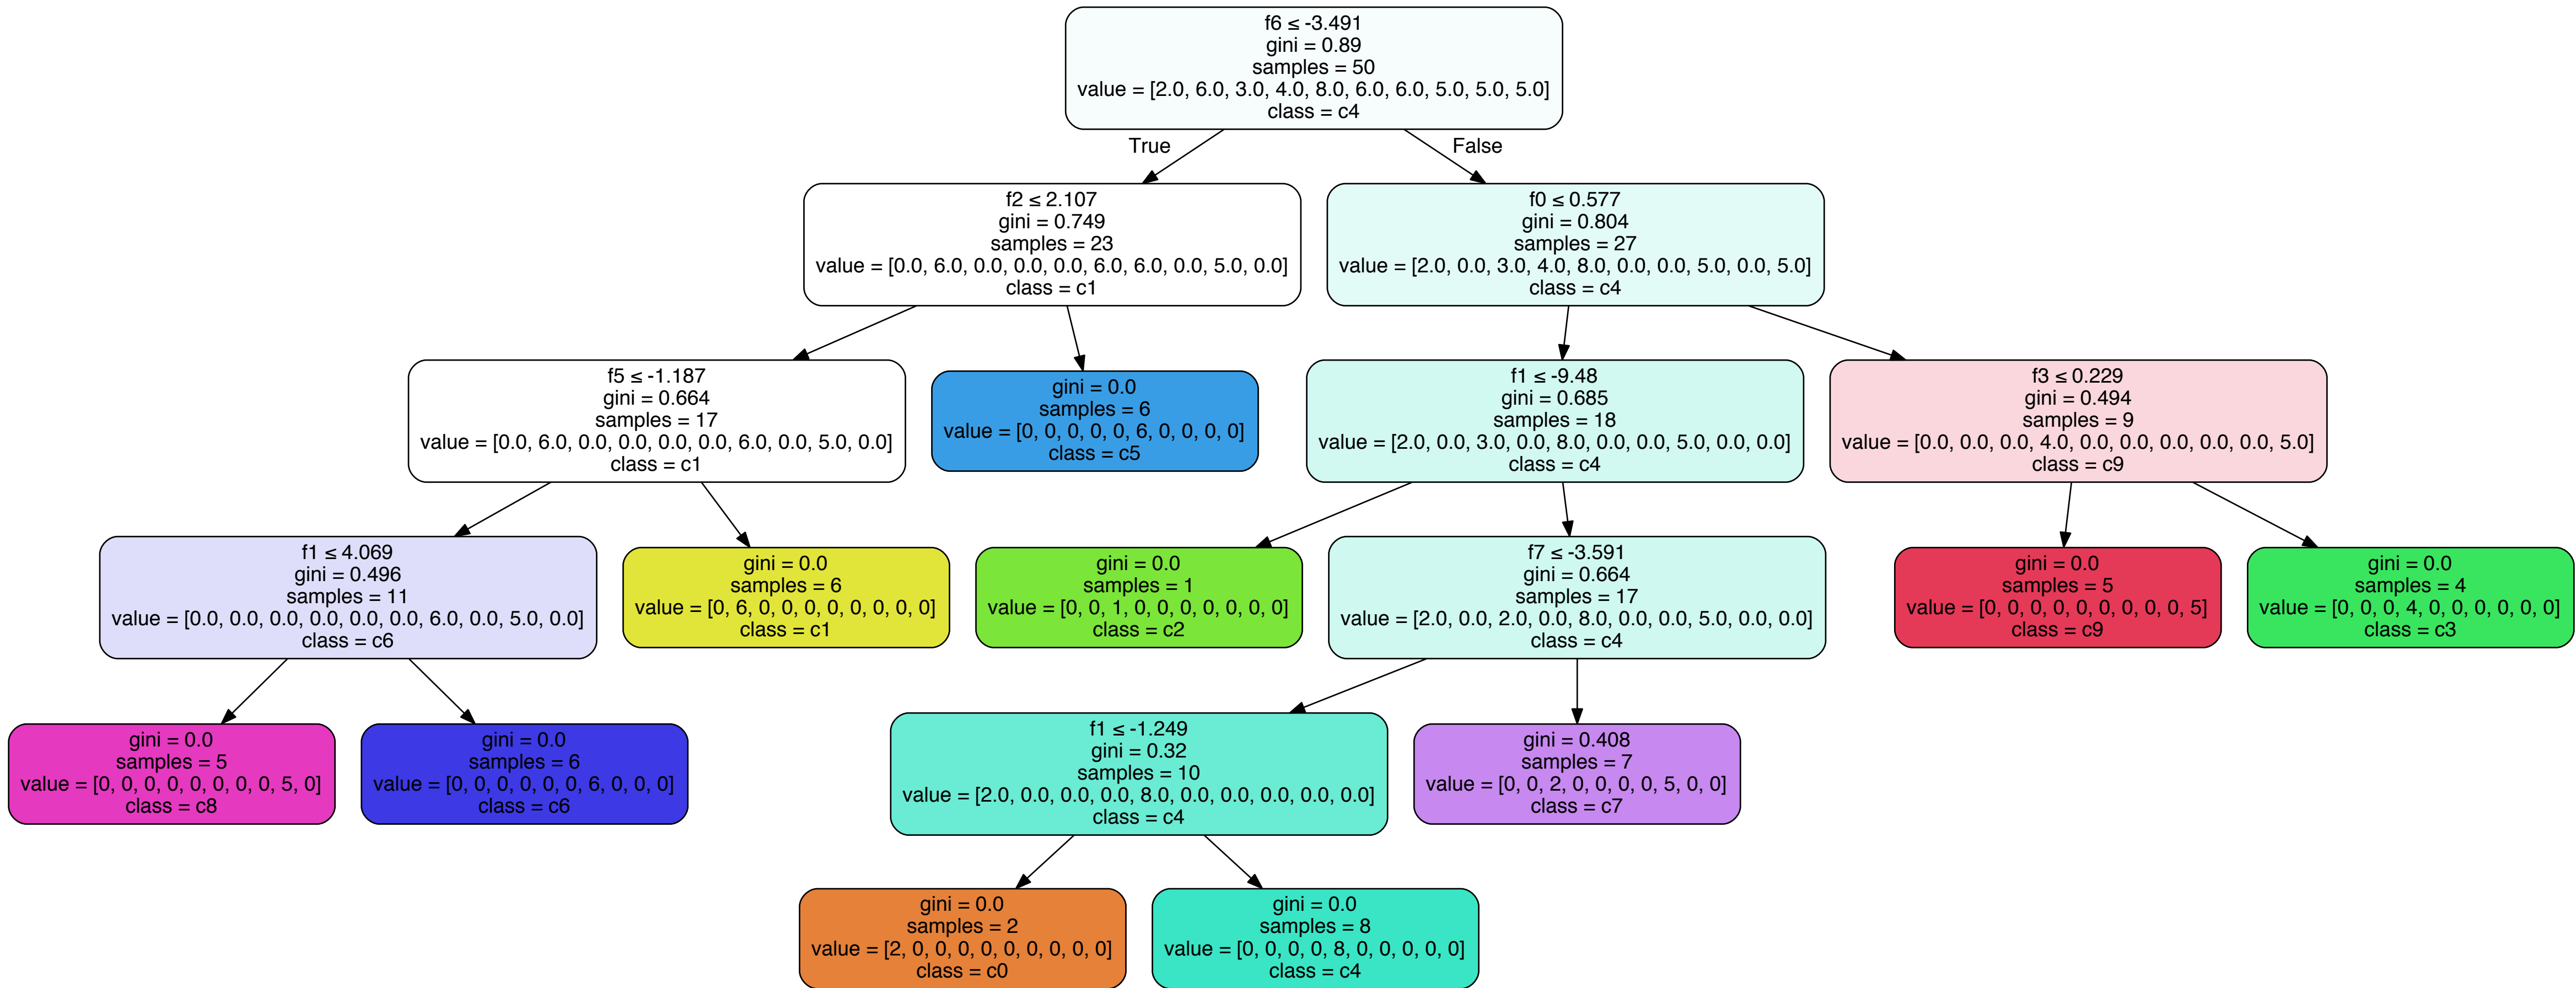 f6 ≤ -3.491
gini = 0.89
samples = 50
value = [2.0, 6.0, 3.0, 4.0, 8.0, 6.0, 6.0, 5.0, 5.0, 5.0]
class = c4
True
False
f2 ≤ 2.107
gini = 0.749
samples = 23
value = [0.0, 6.0, 0.0, 0.0, 0.0, 6.0, 6.0, 0.0, 5.0, 0.0]
class = c1
f0 ≤ 0.577
gini = 0.804
samples = 27
value = [2.0, 0.0, 3.0, 4.0, 8.0, 0.0, 0.0, 5.0, 0.0, 5.0]
class = c4
f5 ≤ -1.187
gini = 0.664
samples = 17
value = [0.0, 6.0, 0.0, 0.0, 0.0, 0.0, 6.0, 0.0, 5.0, 0.0]
class = c1
gini = 0.0
samples = 6
value = [0, 0, 0, 0, 0, 6, 0, 0, 0, 0]
class = c5
f1 ≤ -9.48
gini = 0.685
samples = 18
value = [2.0, 0.0, 3.0, 0.0, 8.0, 0.0, 0.0, 5.0, 0.0, 0.0]
class = c4
f3 ≤ 0.229
gini = 0.494
samples = 9
value = [0.0, 0.0, 0.0, 4.0, 0.0, 0.0, 0.0, 0.0, 0.0, 5.0]
class = c9
f1 ≤ 4.069
gini = 0.496
samples = 11
value = [0.0, 0.0, 0.0, 0.0, 0.0, 0.0, 6.0, 0.0, 5.0, 0.0]
class = c6
gini = 0.0
samples = 6
value = [0, 6, 0, 0, 0, 0, 0, 0, 0, 0]
class = c1
gini = 0.0
samples = 1
value = [0, 0, 1, 0, 0, 0, 0, 0, 0, 0]
class = c2
f7 ≤ -3.591
gini = 0.664
samples = 17
value = [2.0, 0.0, 2.0, 0.0, 8.0, 0.0, 0.0, 5.0, 0.0, 0.0]
class = c4
gini = 0.0
samples = 5
value = [0, 0, 0, 0, 0, 0, 0, 0, 0, 5]
class = c9
gini = 0.0
samples = 4
value = [0, 0, 0, 4, 0, 0, 0, 0, 0, 0]
class = c3
gini = 0.0
samples = 5
value = [0, 0, 0, 0, 0, 0, 0, 0, 5, 0]
class = c8
gini = 0.0
samples = 6
value = [0, 0, 0, 0, 0, 0, 6, 0, 0, 0]
class = c6
f1 ≤ -1.249
gini = 0.32
samples = 10
value = [2.0, 0.0, 0.0, 0.0, 8.0, 0.0, 0.0, 0.0, 0.0, 0.0]
class = c4
gini = 0.408
samples = 7
value = [0, 0, 2, 0, 0, 0, 0, 5, 0, 0]
class = c7
gini = 0.0
samples = 2
value = [2, 0, 0, 0, 0, 0, 0, 0, 0, 0]
class = c0
gini = 0.0
samples = 8
value = [0, 0, 0, 0, 8, 0, 0, 0, 0, 0]
class = c4